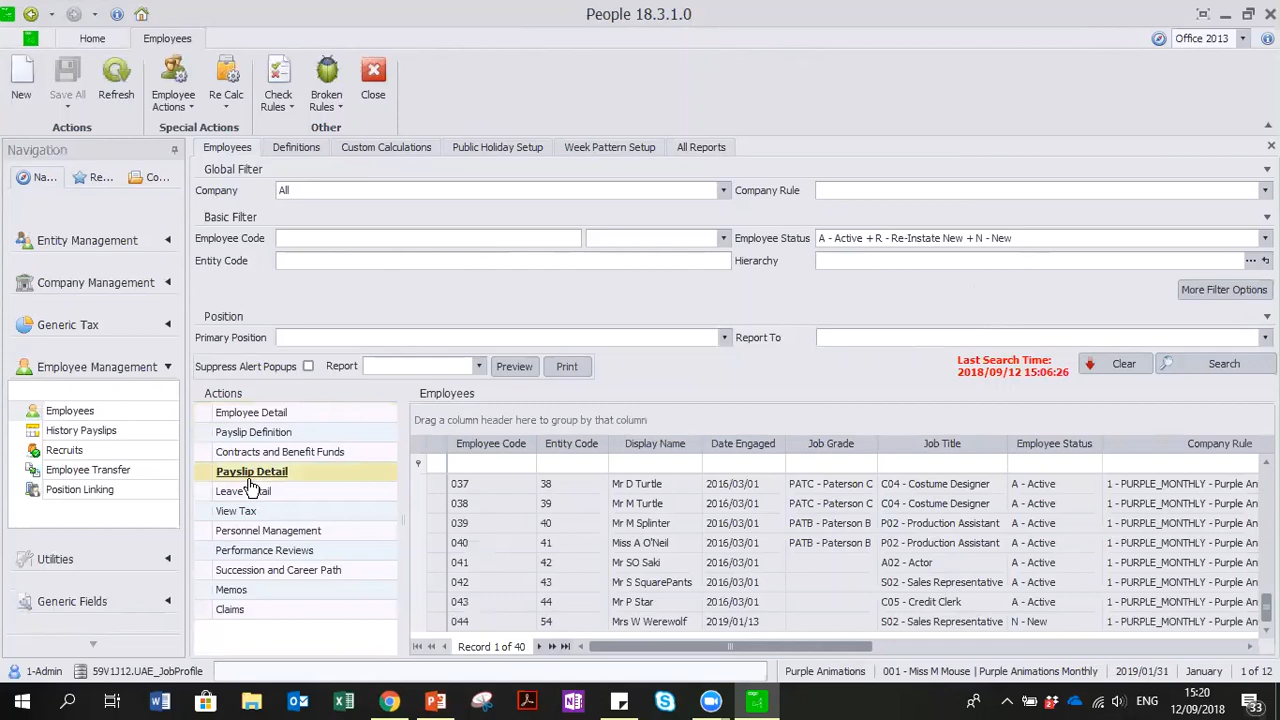 People 18.3.1.0
Home Employees Office 2013
New Save All Refresh Employee Actions Re Calc Check Rules Broken Rules Close
Actions Special Actions Other
Navigation
Na... Re... Co...
Entity Management
Company Management
Generic Tax
Employee Management
Employees
History Payslips
Recruits
Employee Transfer
Position Linking
Utilities
Generic Fields
Employees Definitions Custom Calculations Public Holiday Setup Week Pattern Setup All Reports
Global Filter
Company All Company Rule
Basic Filter
Employee Code Employee Status A - Active + R - Re-Instate New + N - New
Entity Code Hierarchy
More Filter Options
Position
Primary Position Report To
Suppress Alert Popups Report Preview Print Last Search Time: 2018/09/12 15:06:26 Clear Search
Actions
Employee Detail
Payslip Definition
Contracts and Benefit Funds
Payslip Detail
View Tax
Personnel Management
Performance Reviews
Succession and Career Path
Memos
Claims
Employees
Drag a column header here to group by that column
Employee Code Entity Code Display Name Date Engaged Job Grade Job Title Employee Status Company Rule
037 38 Mr D Turtle 2016/03/01 PATC - Paterson C C04 - Costume Designer A - Active 1 - PURPLE_MONTHLY - Purple An
038 39 Mr M Turtle 2016/03/01 PATC - Paterson C C04 - Costume Designer A - Active 1 - PURPLE_MONTHLY - Purple An
039 40 Mr M Splinter 2016/03/01 PATB - Paterson B P02 - Production Assistant A - Active 1 - PURPLE_MONTHLY - Purple An
040 41 Miss A O'Neil 2016/03/01 PATB - Paterson B P02 - Production Assistant A - Active 1 - PURPLE_MONTHLY - Purple An
041 42 Mr SO Saki 2016/03/01 A02 - Actor A - Active 1 - PURPLE_MONTHLY - Purple An
042 43 Mr S SquarePants 2016/03/01 S02 - Sales Representative A - Active 1 - PURPLE_MONTHLY - Purple An
043 44 Mr P Star 2016/03/01 C05 - Credit Clerk A - Active 1 - PURPLE_MONTHLY - Purple An
044 54 Mrs W Werewolf 2019/01/13 S02 - Sales Representative N - New 1 - PURPLE_MONTHLY - Purple An
Record 1 of 40
1-Admin 59V1J12.UAE_JobProfile Purple Animations 001 - Miss M Mouse | Purple Animations Monthly 2019/01/31 January 1 of 12
ENG 15:20 12/09/2018 33